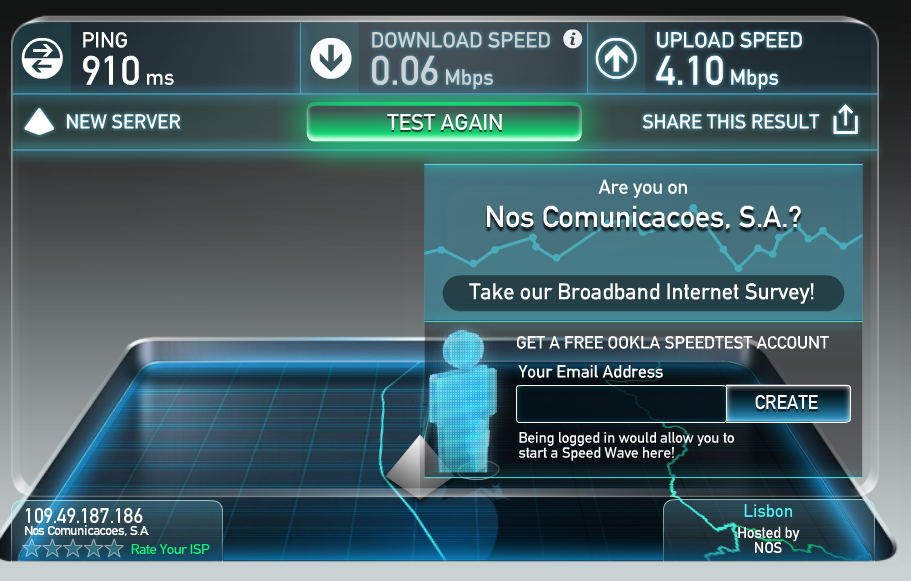 PING
910 ms
DOWNLOAD SPEED i
0.06 Mbps
UPLOAD SPEED
4.10 Mbps
NEW SERVER
TEST AGAIN
SHARE THIS RESULT
Are you on
Nos Comunicacoes, S.A.?
Take our Broadband Internet Survey!
GET A FREE OOKLA SPEEDTEST ACCOUNT
Your Email Address
CREATE
Being logged in would allow you to
start a Speed Wave here!
109.49.187.186
Nos Comunicacoes, S.A
Rate Your ISP
Lisbon
Hosted by
NOS